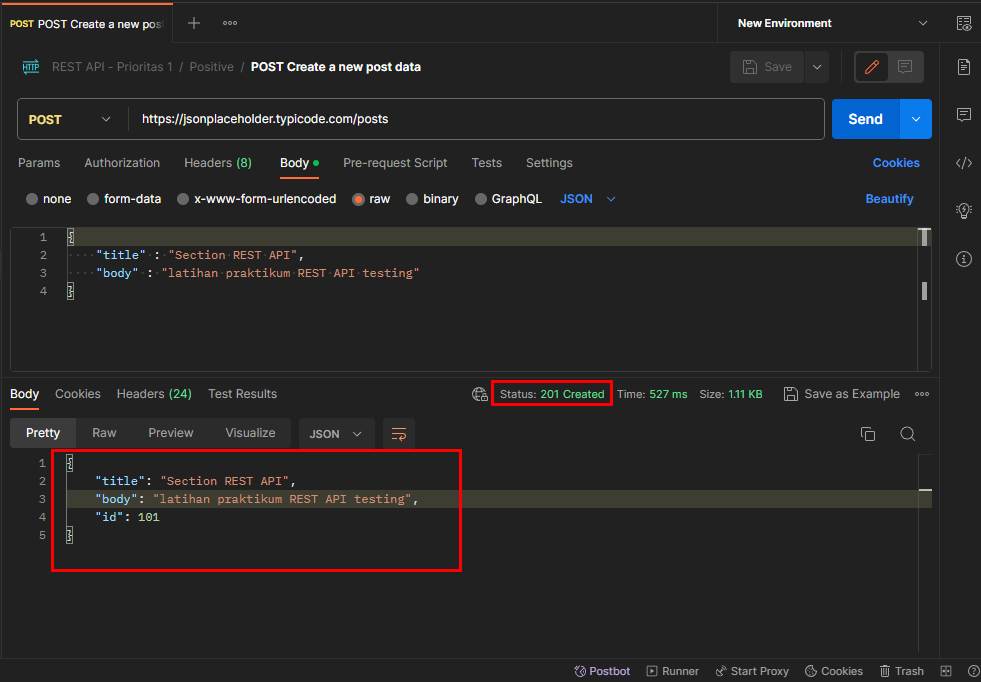 POST POST Create a new pos
New Environment
REST API - Prioritas 1 / Positive / POST Create a new post data
Save
POST https://jsonplaceholder.typicode.com/posts Send
Params Authorization Headers (8) Body Pre-request Script Tests Settings Cookies
none form-data x-www-form-urlencoded raw binary GraphQL JSON Beautify
1 {
2 "title" : "Section REST API",
3 "body" : "latihan praktikum REST API testing"
4 }
Body Cookies Headers (24) Test Results Status: 201 Created Time: 527 ms Size: 1.11 KB Save as Example
Pretty Raw Preview Visualize JSON
1 {
2 "title": "Section REST API",
3 "body": "latihan praktikum REST API testing",
4 "id": 101
5 }
Postbot Runner Start Proxy Cookies Trash